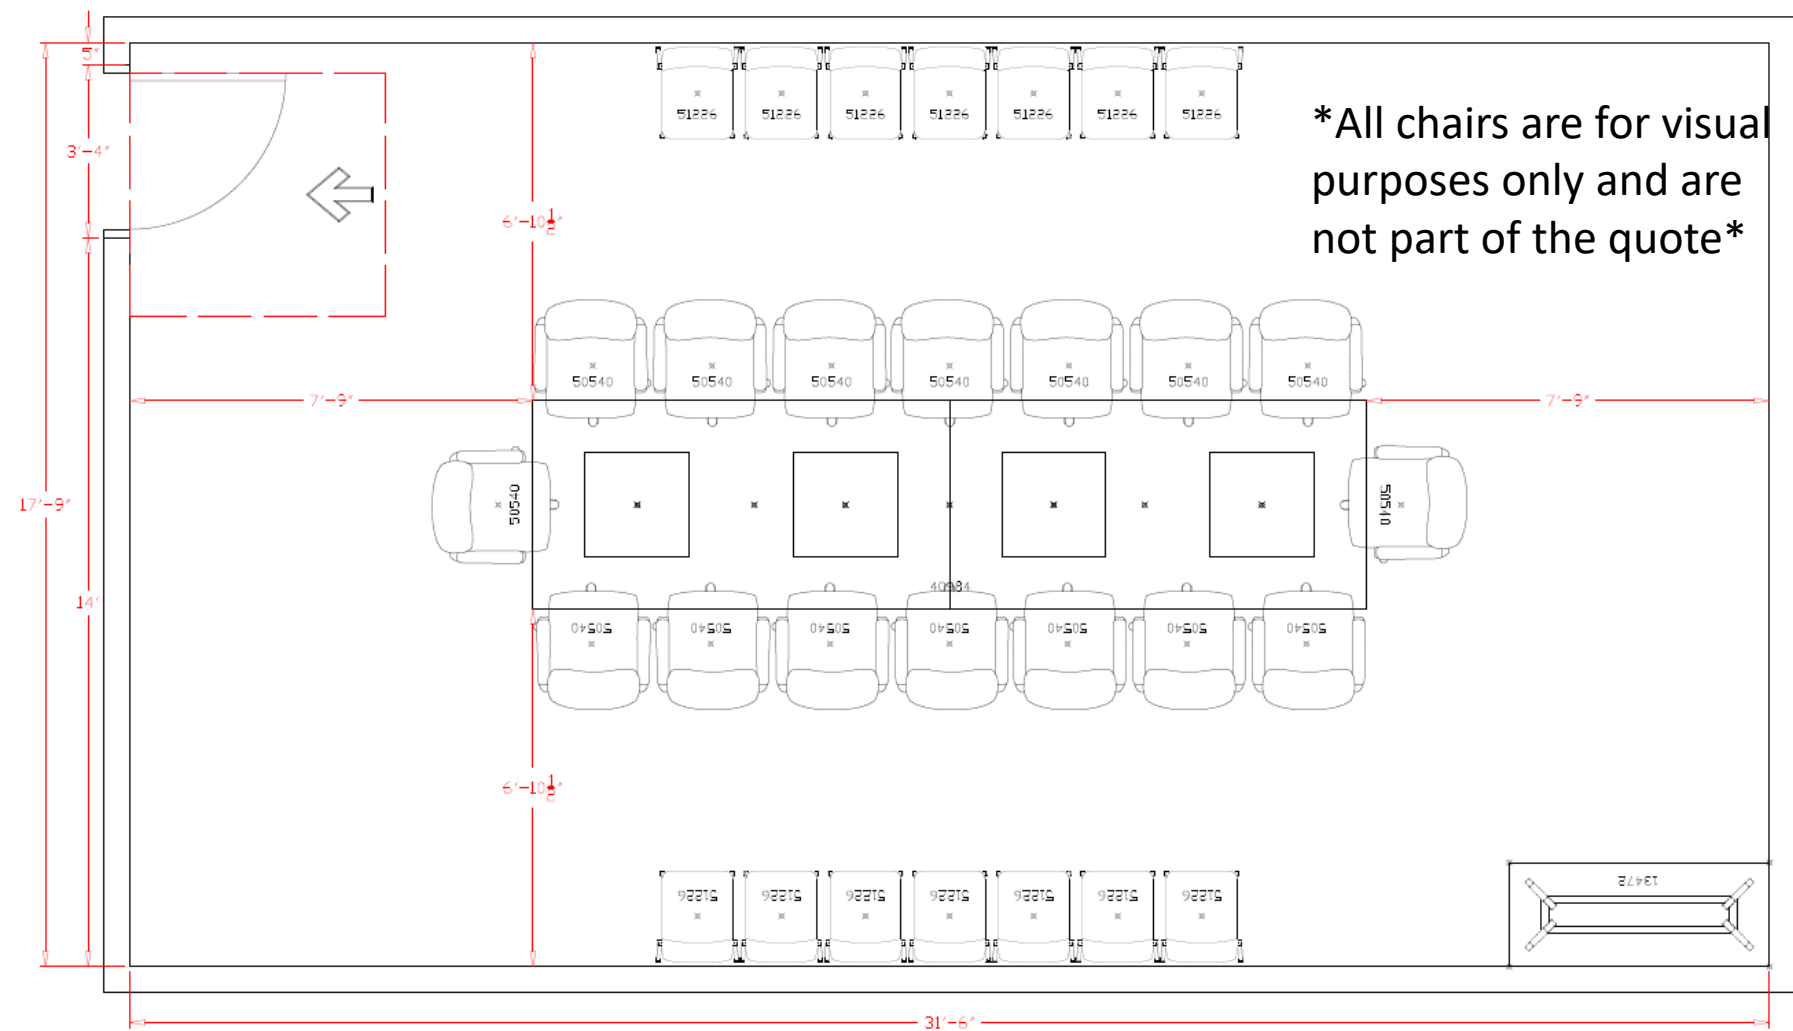 5"
51226 51226 51226 51226 51226 51226 51226
*All chairs are for visual
purposes only and are
not part of the quote*
3'-4"
6'-10½"
50540 50540 50540 50540 50540 50540 50540
7'-9" 7'-9"
17'-9"
50540 50540
40984
14'
50540 50540 50540 50540 50540 50540 50540
6'-10½"
51226 51226 51226 51226 51226 51226 51226
13472
31'-6"